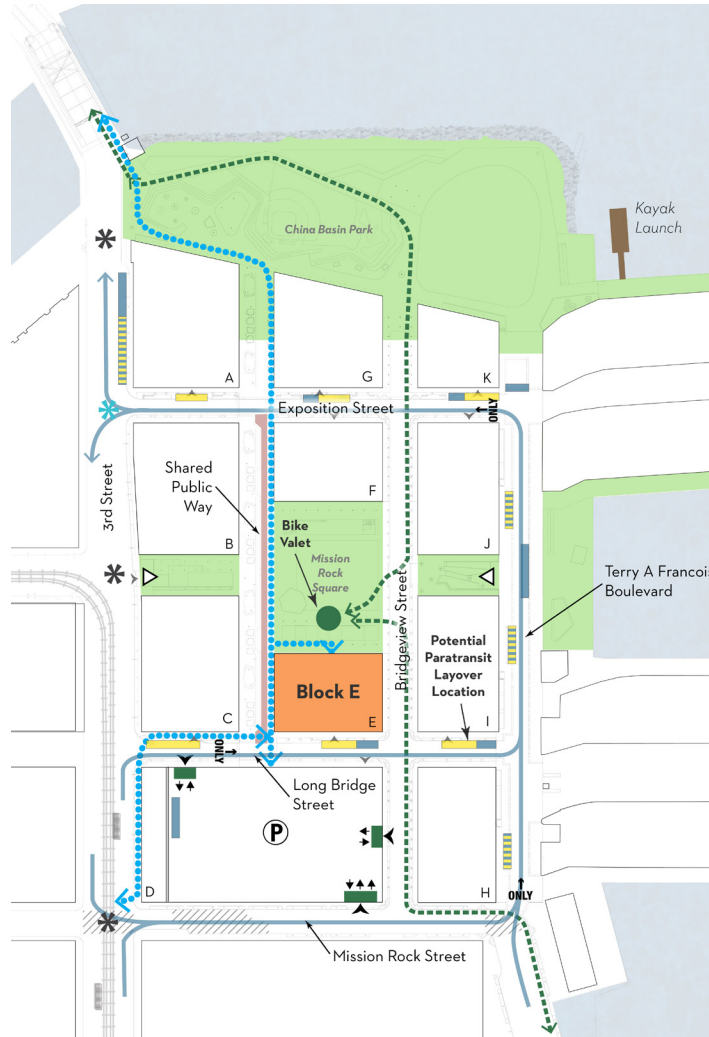 Kayak
Launch
China Basin Park
A
G
K
Exposition Street
ONLY
3rd Street
Shared
Public
Way
F
Bike
Valet
Mission
Rock
Square
B
J
Bridgeview Street
Terry A Francois
Boulevard
Potential
Paratransit
Layover
Location
Block E
C
E
I
ONLY
Long Bridge
Street
P
D
H
ONLY
Mission Rock Street